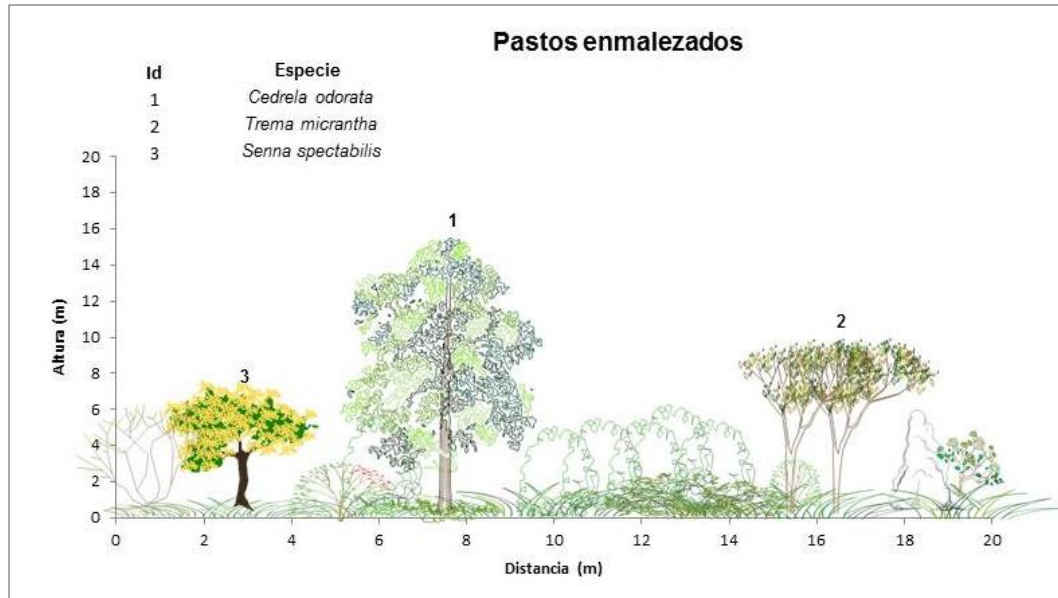 Pastos enmalezados
Id Especie
1 Cedrela odorata
2 Trema micrantha
3 Senna spectabilis
20
18
16
14
12
10
8
6
4
2
0
Altura (m)
1
2
3
0 2 4 6 8 10 12 14 16 18 20
Distancia (m)